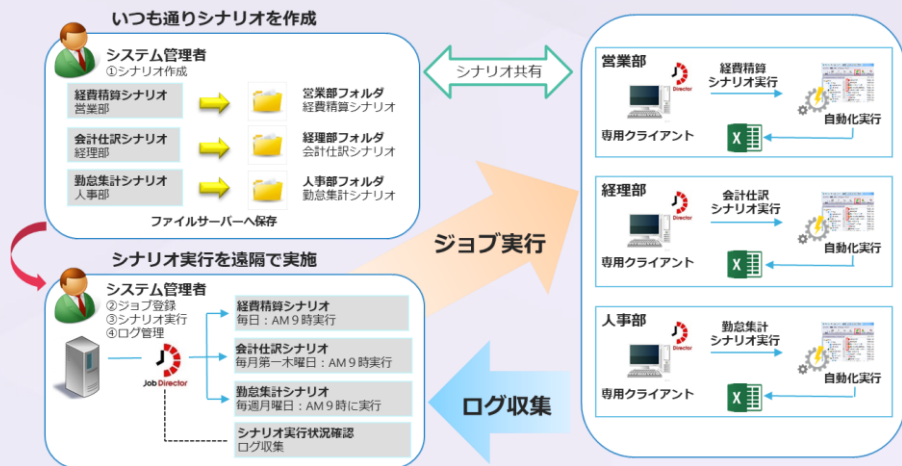 いつも通りシナリオを作成
システム管理者
①シナリオ作成
経費精算シナリオ
営業部
営業部フォルダ
経費精算シナリオ
会計仕訳シナリオ
経理部
経理部フォルダ
会計仕訳シナリオ
勤怠集計シナリオ
人事部
人事部フォルダ
勤怠集計シナリオ
ファイルサーバーへ保存
シナリオ共有
シナリオ実行を遠隔で実施
システム管理者
②ジョブ登録
③シナリオ実行
④ログ管理
Job Director
経費精算シナリオ
毎日：AM９時実行
会計仕訳シナリオ
毎月第一木曜日：AM９時実行
勤怠集計シナリオ
毎週月曜日：AM９時に実行
シナリオ実行状況確認
ログ収集
ジョブ実行
ログ収集
営業部
Director
経費精算
シナリオ実行
専用クライアント
自動化実行
経理部
Director
会計仕訳
シナリオ実行
専用クライアント
自動化実行
人事部
Director
勤怠集計
シナリオ実行
専用クライアント
自動化実行